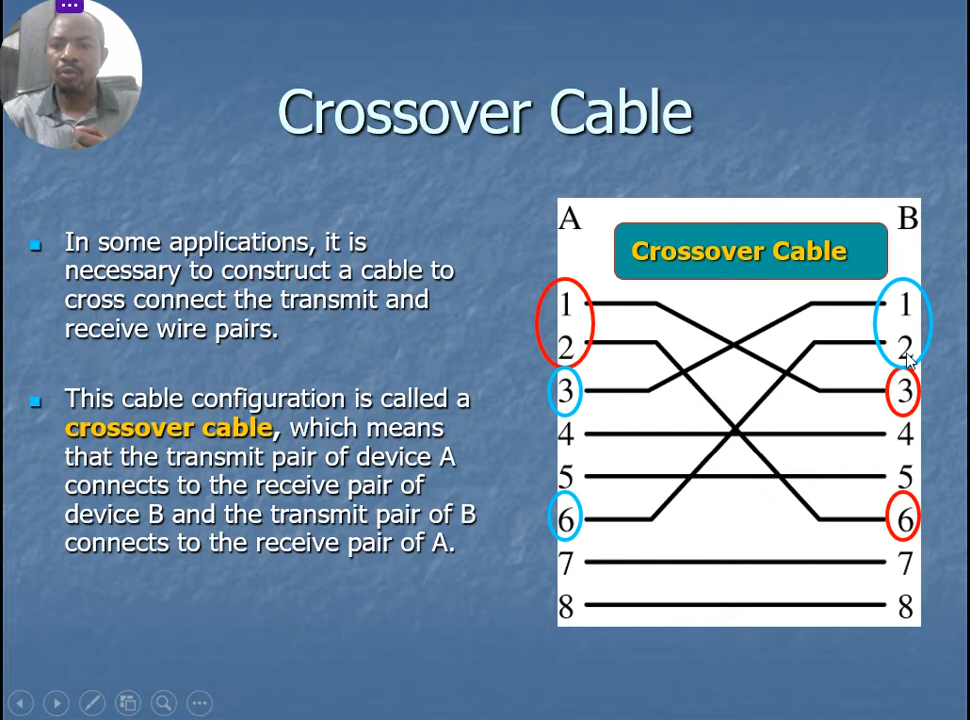 Crossover Cable
In some applications, it is
necessary to construct a cable to
cross connect the transmit and
receive wire pairs.
This cable configuration is called a
crossover cable, which means
that the transmit pair of device A
connects to the receive pair of
device B and the transmit pair of B
connects to the receive pair of A.
A B
Crossover Cable
1 1
2 2
3 3
4 4
5 5
6 6
7 7
8 8